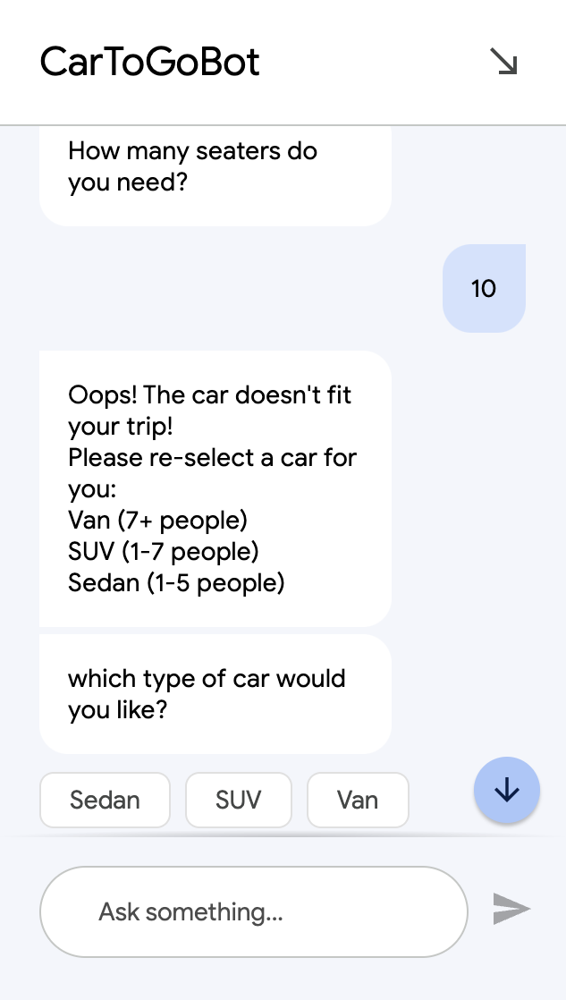 CarToGoBot
How many seaters do
you need?
10
Oops! The car doesn't fit
your trip!
Please re-select a car for
you:
Van (7+ people)
SUV (1-7 people)
Sedan (1-5 people)
which type of car would
you like?
Sedan
SUV
Van
Ask something...